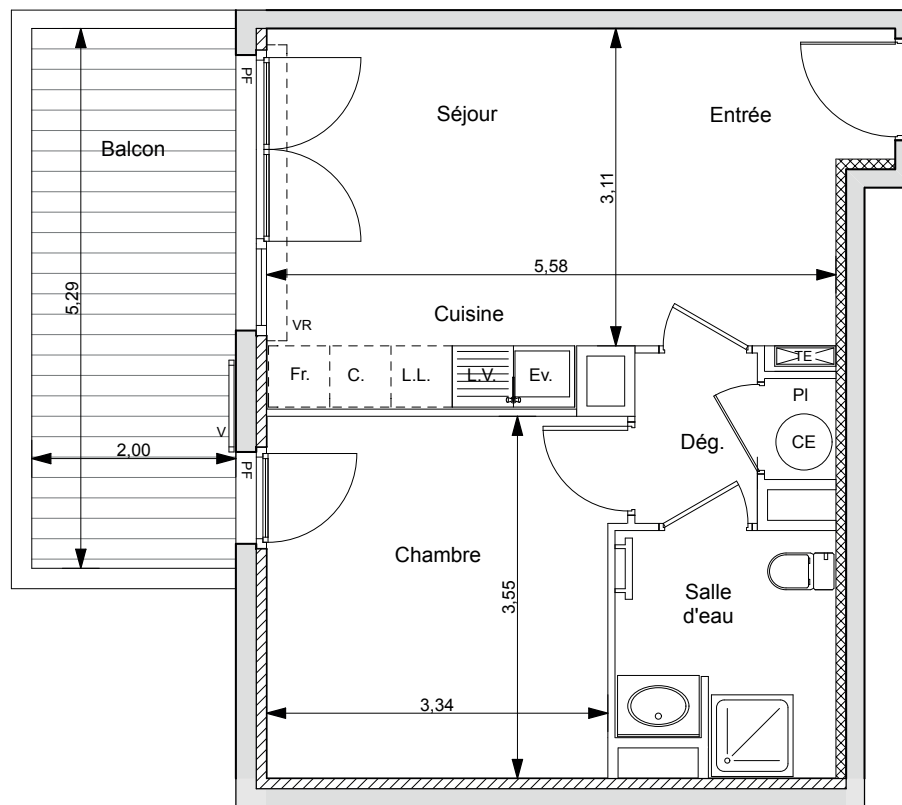 PF
Séjour
Entrée
Balcon
3,11
5,29
5,58
Cuisine
VR
TE
Fr.
C.
L.L.
L.V.
Ev.
Pl
V
2,00
PF
Dég.
CE
Chambre
3,55
Salle
d'eau
3,34